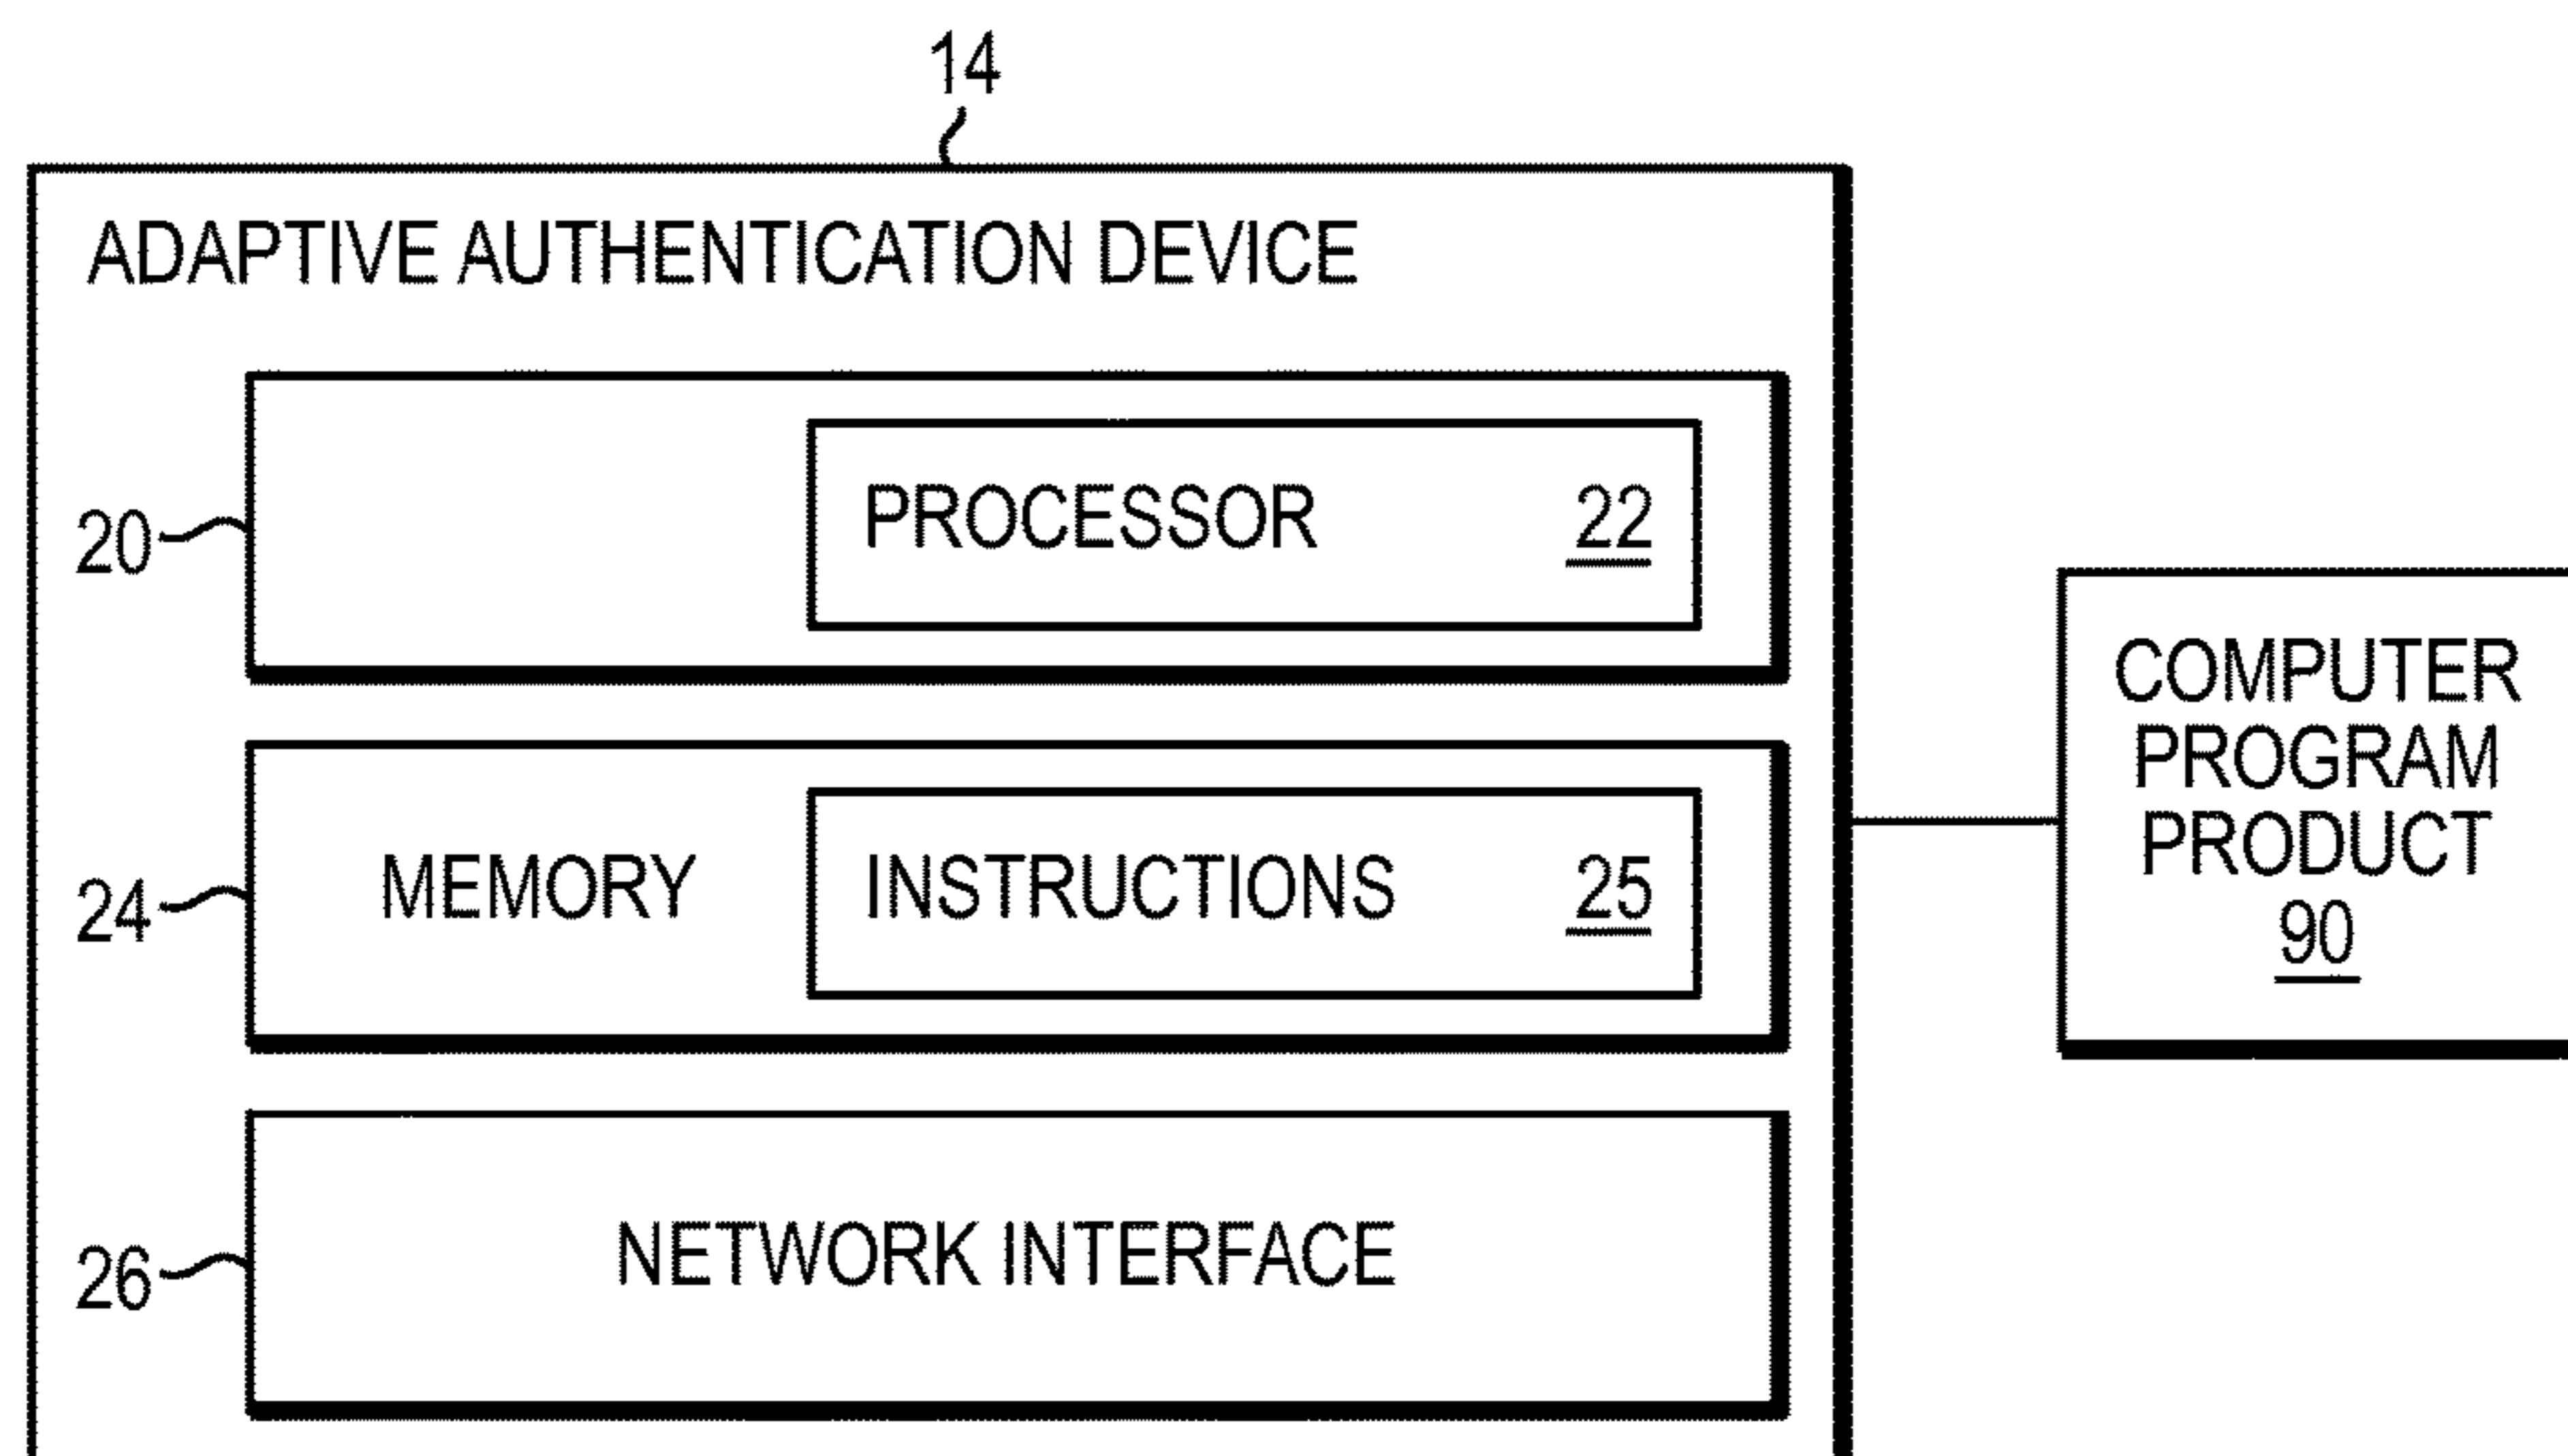 14
ADAPTIVE AUTHENTICATION DEVICE
20
PROCESSOR 22
24
MEMORY
INSTRUCTIONS 25
26
NETWORK INTERFACE
COMPUTER
PROGRAM
PRODUCT
90